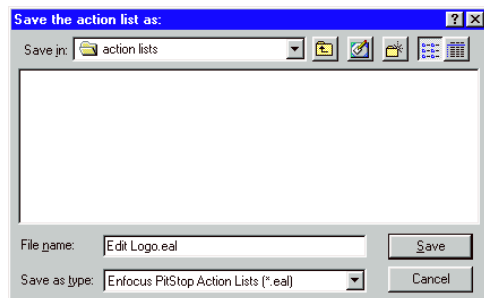 Save the action list as:
Save in: action lists
File name: Edit Logo.eal Save
Save as type: Enfocus PitStop Action Lists (*.eal) Cancel